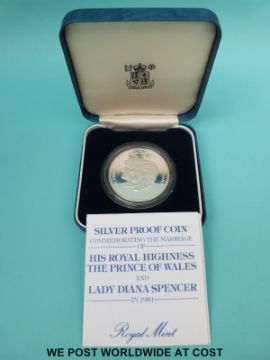 SILVER PROOF COIN
COMMEMORATING THE MARRIAGE
OF
HIS ROYAL HIGHNESS
THE PRINCE OF WALES
AND
LADY DIANA SPENCER
IN 1981
Royal Mint
WE POST WORLDWIDE AT COST